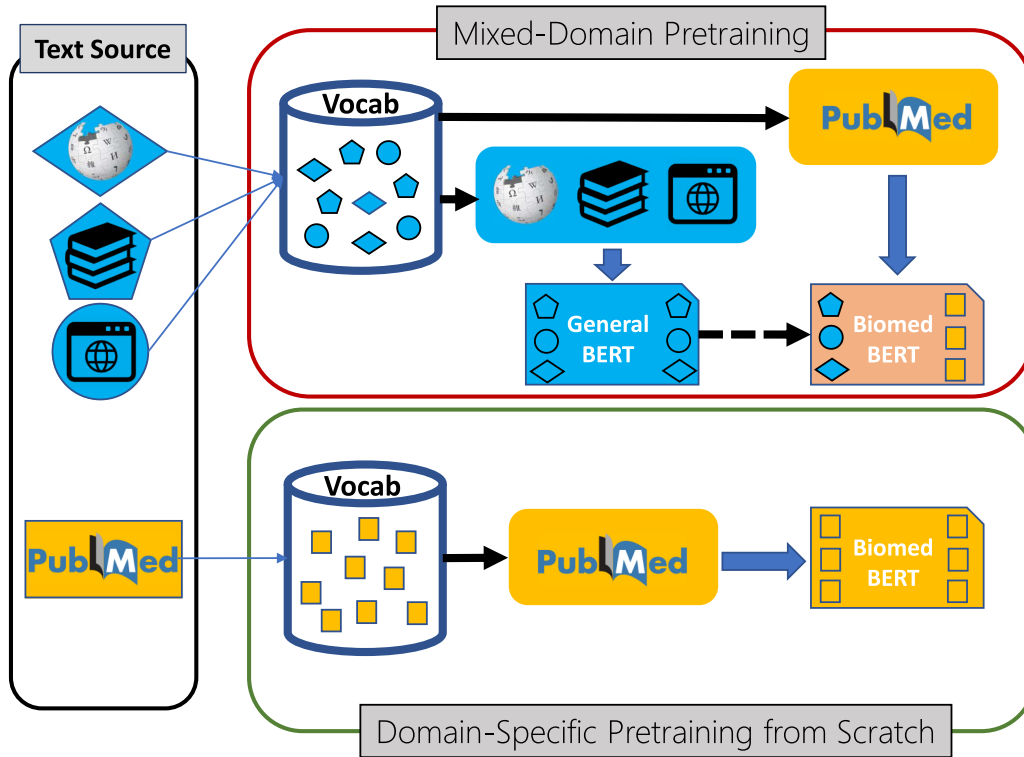 Text Source
Mixed-Domain Pretraining
Vocab
PubMed
General
BERT
Biomed
BERT
Vocab
PubMed
PubMed
Biomed
BERT
Domain-Specific Pretraining from Scratch